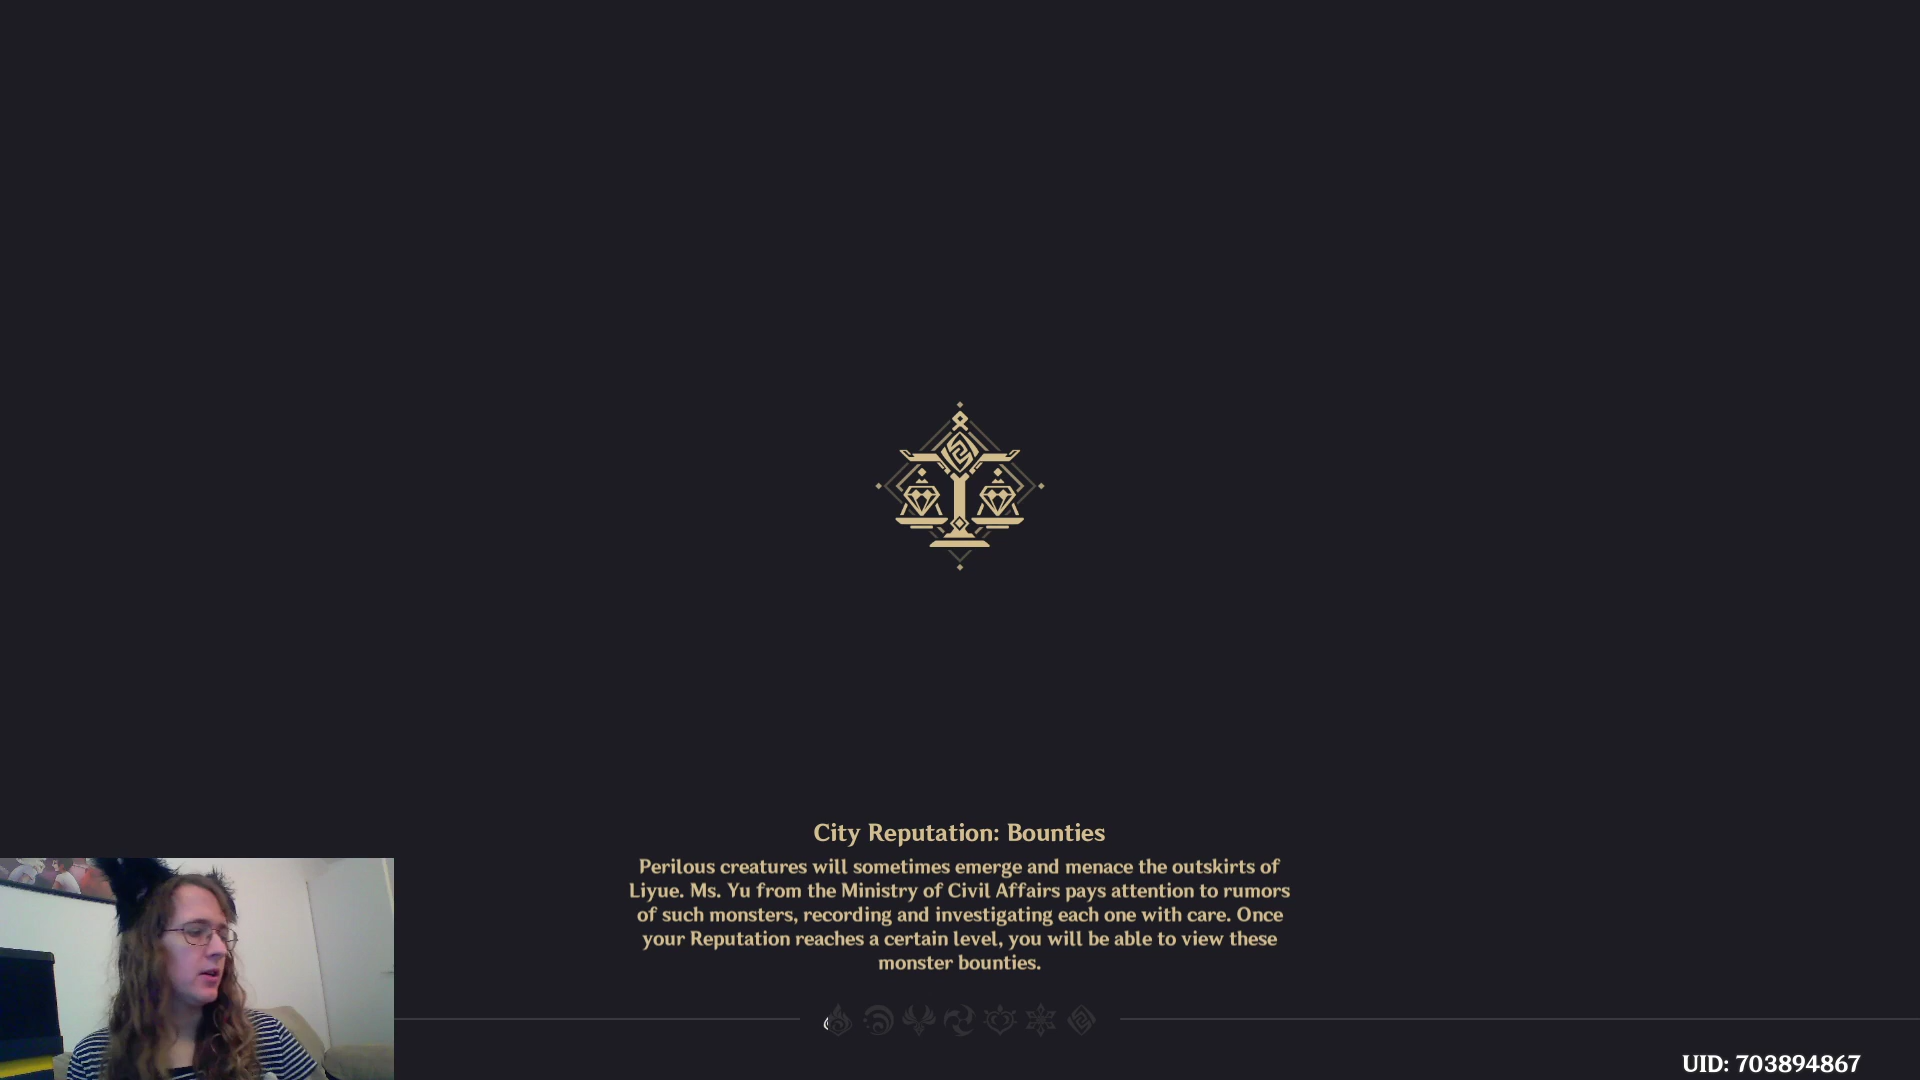 City Reputation: Bounties
Perilous creatures will sometimes emerge and menace the outskirts of
Liyue. Ms. Yu from the Ministry of Civil Affairs pays attention to rumors
of such monsters, recording and investigating each one with care. Once
your Reputation reaches a certain level, you will be able to view these
monster bounties.
UID: 703894867